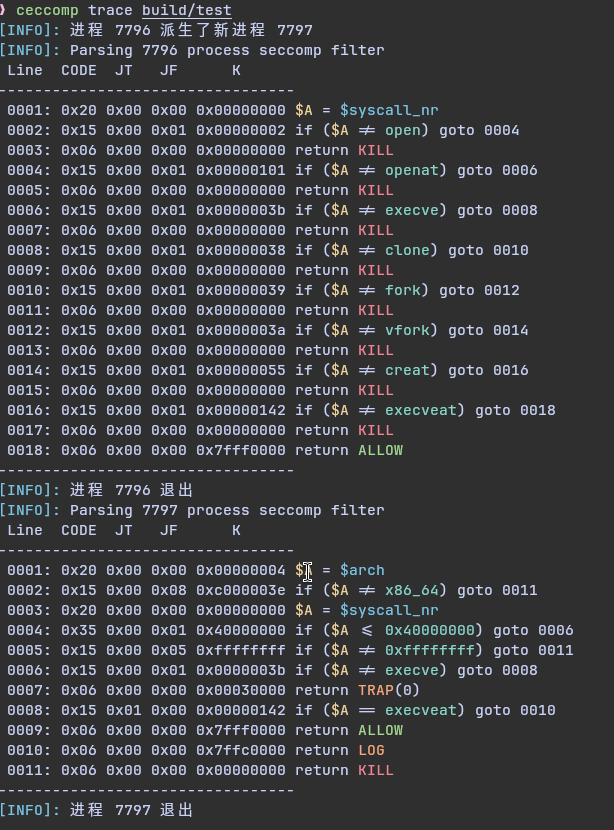 ❯ ceccomp trace build/test
[INFO]: 进程 7796 派生了新进程 7797
[INFO]: Parsing 7796 process seccomp filter
 Line  CODE  JT   JF      K
---------------------------------
 0001: 0x20 0x00 0x00 0x00000000 $A = $syscall_nr
 0002: 0x15 0x00 0x01 0x00000002 if ($A != open) goto 0004
 0003: 0x06 0x00 0x00 0x00000000 return KILL
 0004: 0x15 0x00 0x01 0x00000101 if ($A != openat) goto 0006
 0005: 0x06 0x00 0x00 0x00000000 return KILL
 0006: 0x15 0x00 0x01 0x0000003b if ($A != execve) goto 0008
 0007: 0x06 0x00 0x00 0x00000000 return KILL
 0008: 0x15 0x00 0x01 0x00000038 if ($A != clone) goto 0010
 0009: 0x06 0x00 0x00 0x00000000 return KILL
 0010: 0x15 0x00 0x01 0x00000039 if ($A != fork) goto 0012
 0011: 0x06 0x00 0x00 0x00000000 return KILL
 0012: 0x15 0x00 0x01 0x0000003a if ($A != vfork) goto 0014
 0013: 0x06 0x00 0x00 0x00000000 return KILL
 0014: 0x15 0x00 0x01 0x00000055 if ($A != creat) goto 0016
 0015: 0x06 0x00 0x00 0x00000000 return KILL
 0016: 0x15 0x00 0x01 0x00000142 if ($A != execveat) goto 0018
 0017: 0x06 0x00 0x00 0x00000000 return KILL
 0018: 0x06 0x00 0x00 0x7fff0000 return ALLOW
---------------------------------
[INFO]: 进程 7796 退出
[INFO]: Parsing 7797 process seccomp filter
 Line  CODE  JT   JF      K
---------------------------------
 0001: 0x20 0x00 0x00 0x00000004 $A = $arch
 0002: 0x15 0x00 0x08 0xc000003e if ($A != x86_64) goto 0011
 0003: 0x20 0x00 0x00 0x00000000 $A = $syscall_nr
 0004: 0x35 0x00 0x01 0x40000000 if ($A <= 0x40000000) goto 0006
 0005: 0x15 0x00 0x05 0xffffffff if ($A != 0xffffffff) goto 0011
 0006: 0x15 0x00 0x01 0x0000003b if ($A != execve) goto 0008
 0007: 0x06 0x00 0x00 0x00030000 return TRAP(0)
 0008: 0x15 0x01 0x00 0x00000142 if ($A == execveat) goto 0010
 0009: 0x06 0x00 0x00 0x7fff0000 return ALLOW
 0010: 0x06 0x00 0x00 0x7ffc0000 return LOG
 0011: 0x06 0x00 0x00 0x00000000 return KILL
---------------------------------
[INFO]: 进程 7797 退出